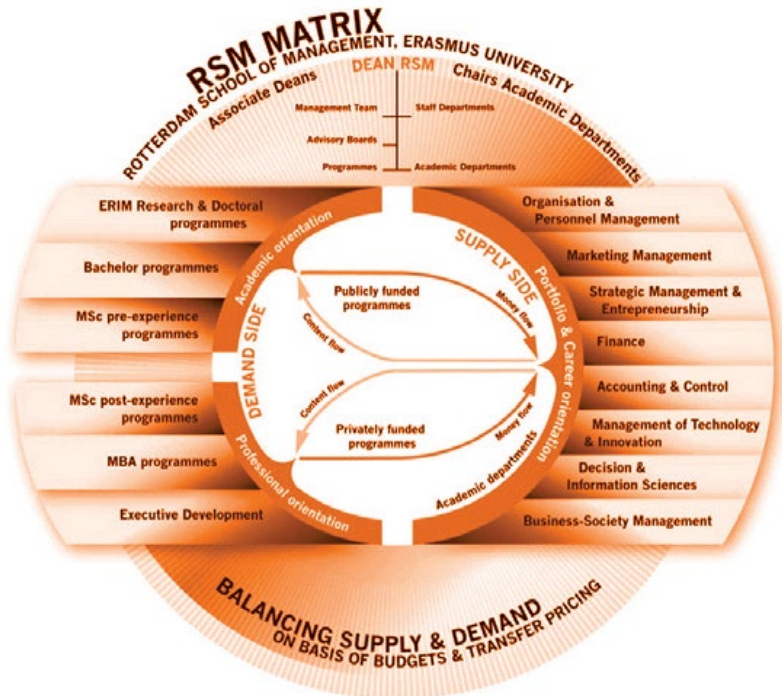 RSM MATRIX
ROTTERDAM SCHOOL OF MANAGEMENT, ERASMUS UNIVERSITY
DEAN RSM
Associate Deans
Chairs Academic Departments
Management Team
Staff Departments
Advisory Boards
Programmes
Academic Departments
ERIM Research & Doctoral
programmes
Bachelor programmes
MSc pre-experience
programmes
MSc post-experience
programmes
MBA programmes
Executive Development
Academic orientation
Professional orientation
DEMAND SIDE
Publicly funded
programmes
Content flow
Money flow
Content flow
Money flow
Privately funded
programmes
SUPPLY SIDE
Academic departments
Portfolio & Career orientation
Organisation &
Personnel Management
Marketing Management
Strategic Management &
Entrepreneurship
Finance
Accounting & Control
Management of Technology
& Innovation
Decision &
Information Sciences
Business-Society Management
BALANCING SUPPLY & DEMAND
ON BASIS OF BUDGETS & TRANSFER PRICING